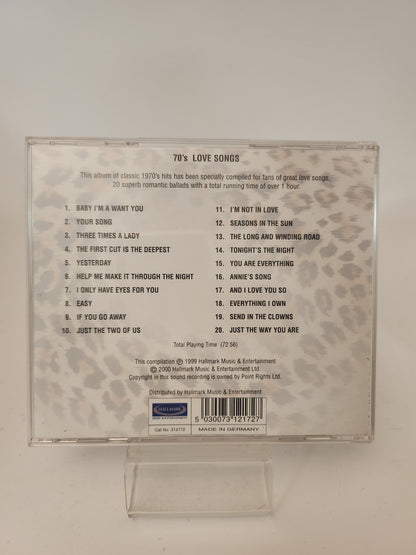 70's LOVE SONGS
This album of classic 1970's hits has been specially compiled for fans of great love songs.
20 superb romantic ballads with a total running time of over 1 hour.
1. BABY I'M A WANT YOU
2. YOUR SONG
3. THREE TIMES A LADY
4. THE FIRST CUT IS THE DEEPEST
5. YESTERDAY
6. HELP ME MAKE IT THROUGH THE NIGHT
7. I ONLY HAVE EYES FOR YOU
8. EASY
9. IF YOU GO AWAY
10. JUST THE TWO OF US
11. I'M NOT IN LOVE
12. SEASONS IN THE SUN
13. THE LONG AND WINDING ROAD
14. TONIGHT'S THE NIGHT
15. YOU ARE EVERYTHING
16. ANNIE'S SONG
17. AND I LOVE YOU SO
18. EVERYTHING I OWN
19. SEND IN THE CLOWNS
20. JUST THE WAY YOU ARE
Total Playing Time (72:56)
This compilation ℗ 1999 Hallmark Music & Entertainment
© 2000 Hallmark Music & Entertainment Ltd.
Copyright in this sound recording is owned by Point Rights Ltd.
Distributed by Hallmark Music & Entertainment
HALLMARK
MUSIC & ENTERTAINMENT
Cat No. 312172
5 030073 121727
MADE IN GERMANY